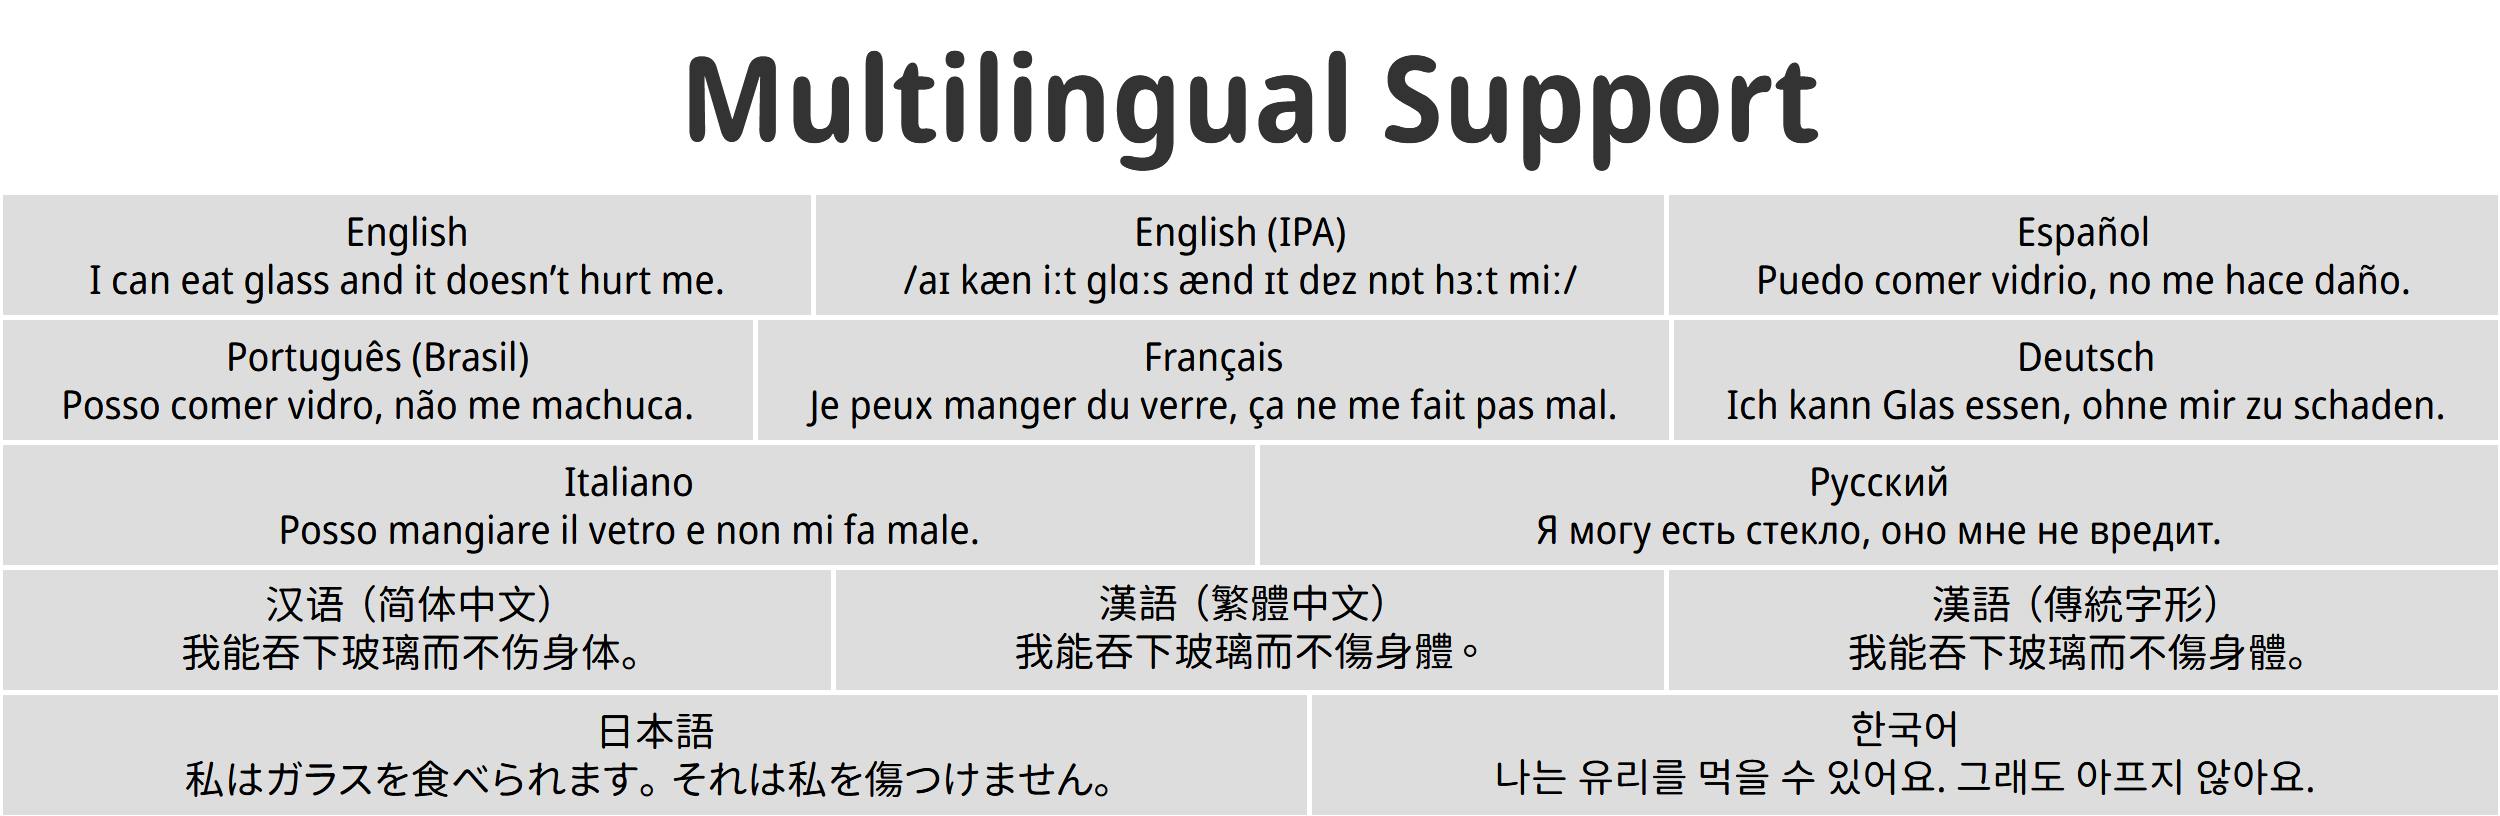 Multilingual Support
English
I can eat glass and it doesn’t hurt me.
English (IPA)
/aɪ kæn iːt ɡlɑːs ænd ɪt dɐz nɒt hɜːt miː/
Español
Puedo comer vidrio, no me hace daño.
Português (Brasil)
Posso comer vidro, não me machuca.
Français
Je peux manger du verre, ça ne me fait pas mal.
Deutsch
Ich kann Glas essen, ohne mir zu schaden.
Italiano
Posso mangiare il vetro e non mi fa male.
Русский
Я могу есть стекло, оно мне не вредит.
汉语（简体中文）
我能吞下玻璃而不伤身体。
漢語（繁體中文）
我能吞下玻璃而不傷身體。
漢語（傳統字形）
我能吞下玻璃而不傷身體。
日本語
私はガラスを食べられます。それは私を傷つけません。
한국어
나는 유리를 먹을 수 있어요. 그래도 아프지 않아요.